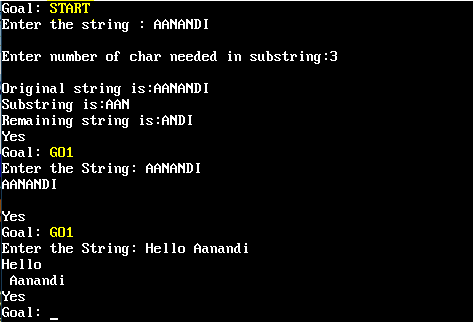 Goal: START
Enter the string : AANANDI
Enter number of char needed in substring:3
Original string is:AANANDI
Substring is:AAN
Remaining string is:ANDI
Yes
Goal: GO1
Enter the String: AANANDI
AANANDI
Yes
Goal: GO1
Enter the String: Hello Aanandi
Hello
 Aanandi
Yes
Goal: _